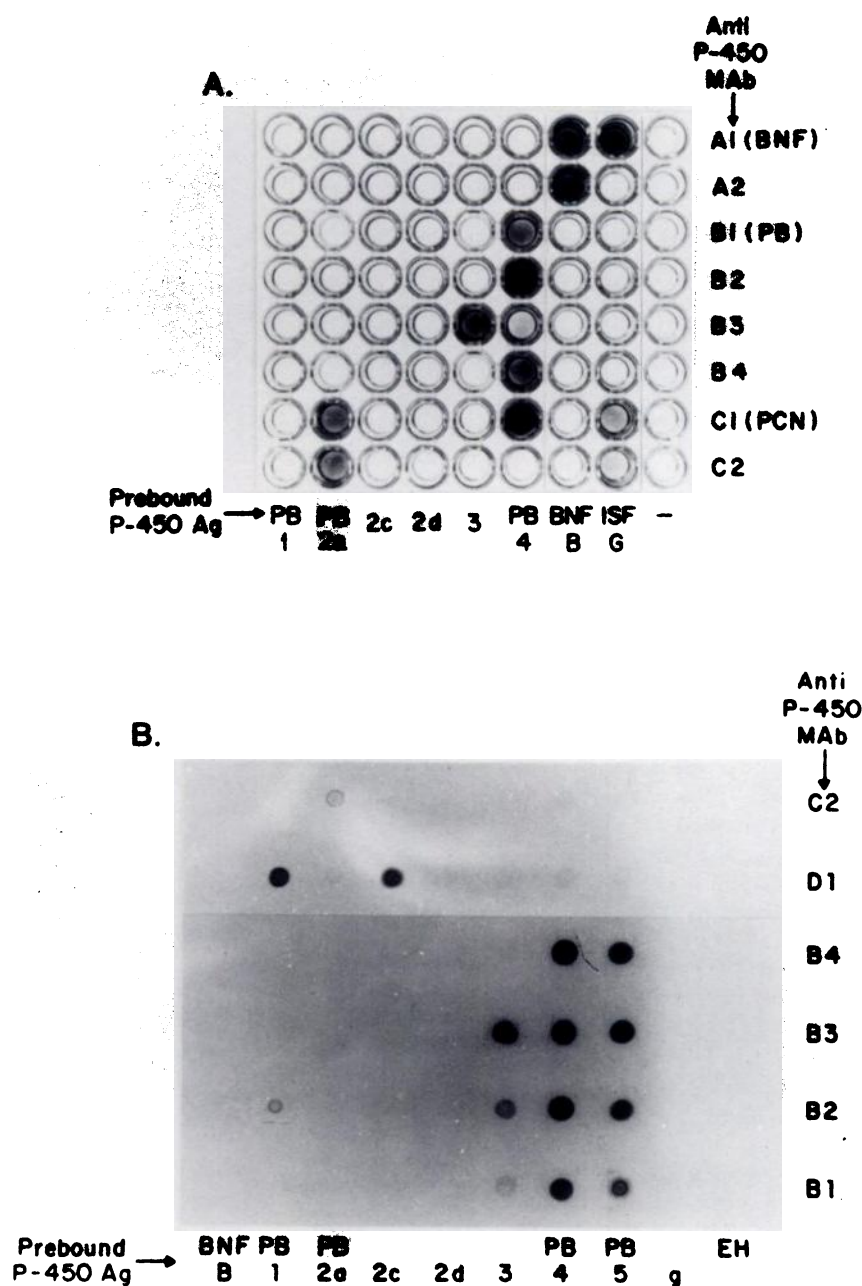 Anti
P-450
MAb
A.
A1 (BNF)
A2
B1 (PB)
B2
B3
B4
C1 (PCN)
C2
Prebound
P-450 Ag
PB PB 2c 2d 3 PB BNF ISF -
1 2a 4 B G
Anti
P-450
MAb
B.
C2
D1
B4
B3
B2
B1
Prebound BNF PB PB PB PB EH
P-450 Ag B 1 2a 2c 2d 3 4 5 g